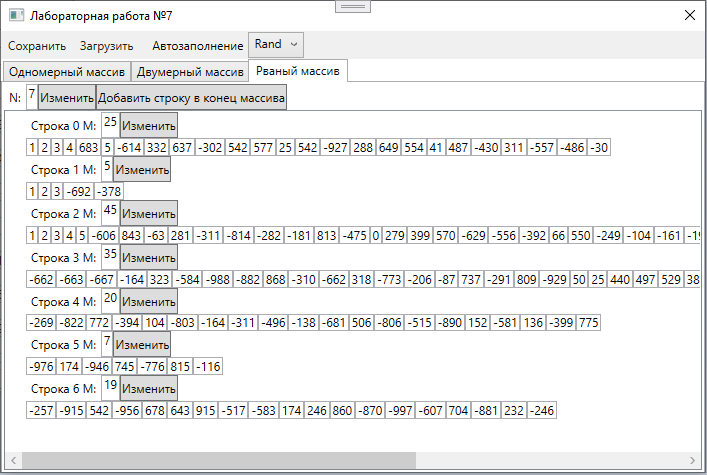 Лабораторная работа №7
Сохранить Загрузить Автозаполнение Rand
Одномерный массив Двумерный массив Рваный массив
N: 7 Изменить Добавить строку в конец массива
Строка 0 M: 25 Изменить
1 2 3 4 683 5 -614 332 637 -302 542 577 25 542 -927 288 649 554 41 487 -430 311 -557 -486 -30
Строка 1 M: 5 Изменить
1 2 3 -692 -378
Строка 2 M: 45 Изменить
1 2 3 4 5 -606 843 -63 281 -311 -814 -282 -181 813 -475 0 279 399 570 -629 -556 -392 66 550 -249 -104 -161
Строка 3 M: 35 Изменить
-662 -663 -667 -164 323 -584 -988 -882 868 -310 -662 318 -773 -206 -87 737 -291 809 -929 50 25 440 497 529
Строка 4 M: 20 Изменить
-269 -822 772 -394 104 -803 -164 -311 -496 -138 -681 506 -806 -515 -890 152 -581 136 -399 775
Строка 5 M: 7 Изменить
-976 174 -946 745 -776 815 -116
Строка 6 M: 19 Изменить
-257 -915 542 -956 678 643 915 -517 -583 174 246 860 -870 -997 -607 704 -881 232 -246